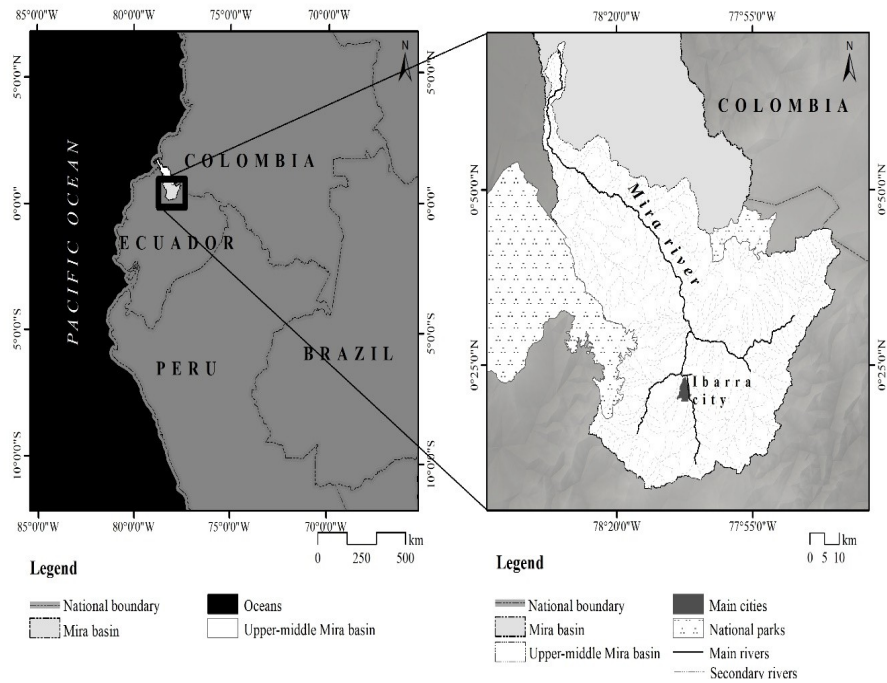 85°0'0"W 80°0'0"W 75°0'0"W 70°0'0"W
5°0'0"N
0°0'0"
5°0'0"S
10°0'0"S
N
PACIFIC OCEAN
COLOMBIA
ECUADOR
PERU
BRAZIL
5°0'0"N
0°0'0"
5°0'0"S
10°0'0"S
85°0'0"W 80°0'0"W 75°0'0"W 70°0'0"W
km
0 250 500
Legend
National boundary
Mira basin
Oceans
Upper-middle Mira basin
78°20'0"W 77°55'0"W
N
COLOMBIA
0°50'0"N
0°25'0"N
Mira river
Ibarra
city
0°50'0"N
0°25'0"N
78°20'0"W 77°55'0"W
km
0 5 10
Legend
National boundary
Mira basin
Upper-middle Mira basin
Main cities
National parks
Main rivers
Secondary rivers